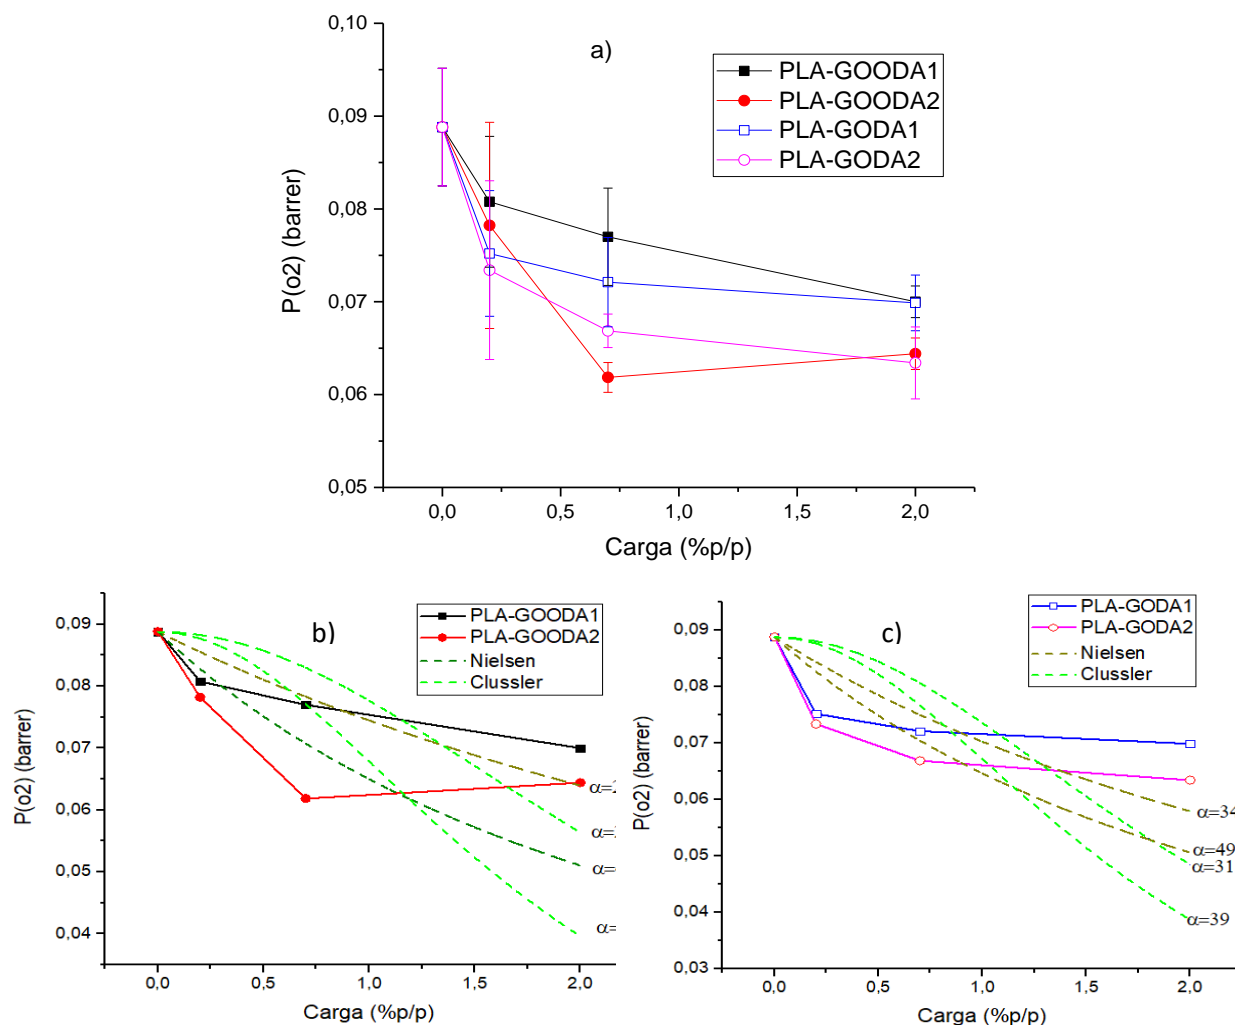 a)
PLA-GOODA1
PLA-GOODA2
PLA-GODA1
PLA-GODA2
P(o2) (barrer)
0,10
0,09
0,08
0,07
0,06
0,05
0,0
0,5
1,0
1,5
2,0
Carga (%p/p)
b)
PLA-GOODA1
PLA-GOODA2
Nielsen
Clussler
P(o2) (barrer)
0,09
0,08
0,07
0,06
0,05
0,04
α=2
α=
α=
α=
0,0
0,5
1,0
1,5
2,0
Carga (%p/p)
c)
PLA-GODA1
PLA-GODA2
Nielsen
Clussler
P(o2) (barrer)
0,09
0,08
0,07
0,06
0,05
0,04
0,03
α=34
α=49
α=31
α=39
0,0
0,5
1,0
1,5
2,0
Carga (%p/p)